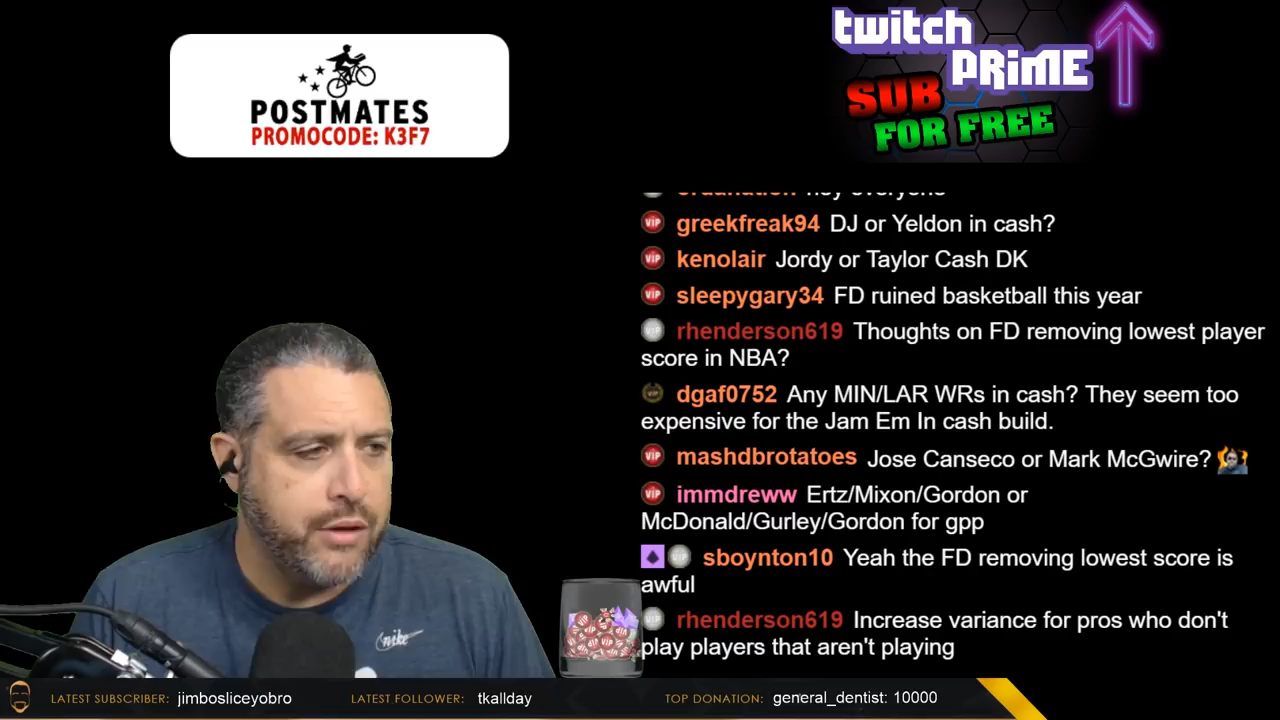 twitch
PRIME
SUB
FOR FREE
POSTMATES
PROMOCODE: K3F7
hey everyone
greekfreak94 DJ or Yeldon in cash?
kenolair Jordy or Taylor Cash DK
sleepygary34 FD ruined basketball this year
rhenderson619 Thoughts on FD removing lowest player
score in NBA?
dgaf0752 Any MIN/LAR WRs in cash? They seem too
expensive for the Jam Em In cash build.
mashdbrotatoes Jose Canseco or Mark McGwire?
immdreww Ertz/Mixon/Gordon or
McDonald/Gurley/Gordon for gpp
sboynton10 Yeah the FD removing lowest score is
awful
rhenderson619 Increase variance for pros who don't
play players that aren't playing
nike
LATEST SUBSCRIBER: jimbosliceyobro LATEST FOLLOWER: tkallday TOP DONATION: general_dentist: 10000